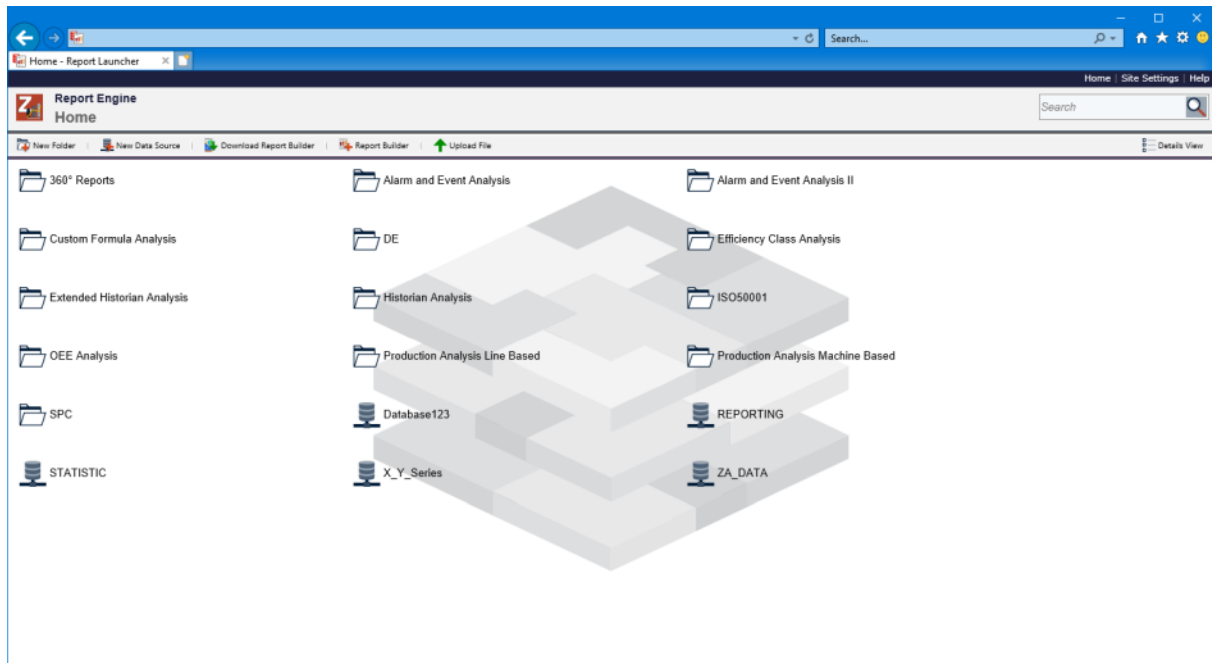 Search...
Home - Report Launcher
Home | Site Settings | Help
Report Engine
Home
Search
New Folder | New Data Source | Download Report Builder | Report Builder | Upload File Details View
360° Reports Alarm and Event Analysis Alarm and Event Analysis II
Custom Formula Analysis DE Efficiency Class Analysis
Extended Historian Analysis Historian Analysis ISO50001
OEE Analysis Production Analysis Line Based Production Analysis Machine Based
SPC Database123 REPORTING
STATISTIC X_Y_Series ZA_DATA